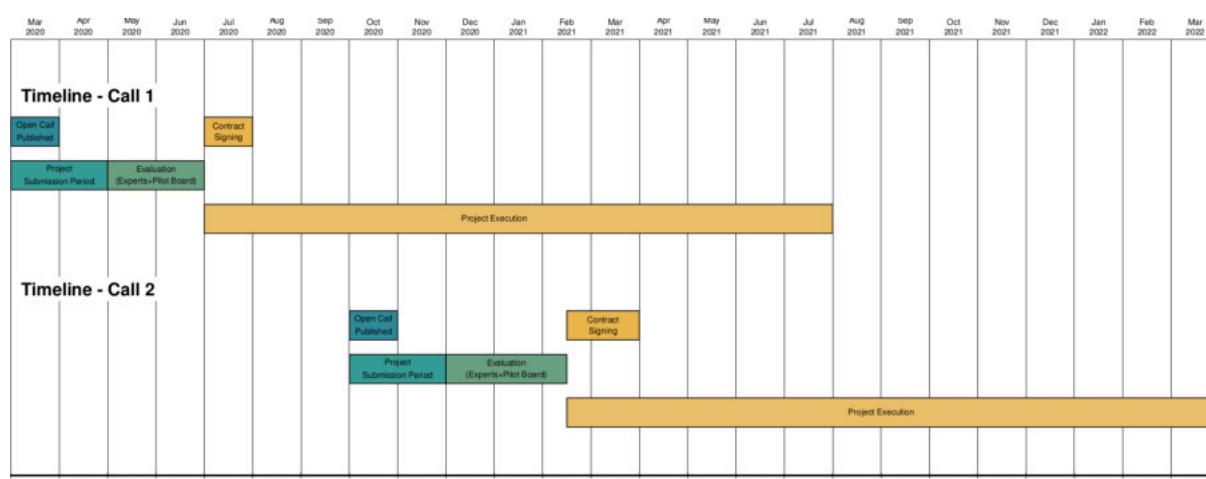 Mar Apr May Jun Jul Aug Sep Oct Nov Dec Jan Feb Mar Apr May Jun Jul Aug Sep Oct Nov Dec Jan Feb Mar
2020 2020 2020 2020 2020 2020 2020 2020 2020 2020 2021 2021 2021 2021 2021 2021 2021 2021 2021 2021 2021 2021 2022 2022 2022
Timeline - Call 1
Open Call
Published
Contract
Signing
Project
Submission Period
Evaluation
(Experts+Pilot Board)
Project Execution
Timeline - Call 2
Open Call
Published
Contract
Signing
Project
Submission Period
Evaluation
(Experts+Pilot Board)
Project Execution